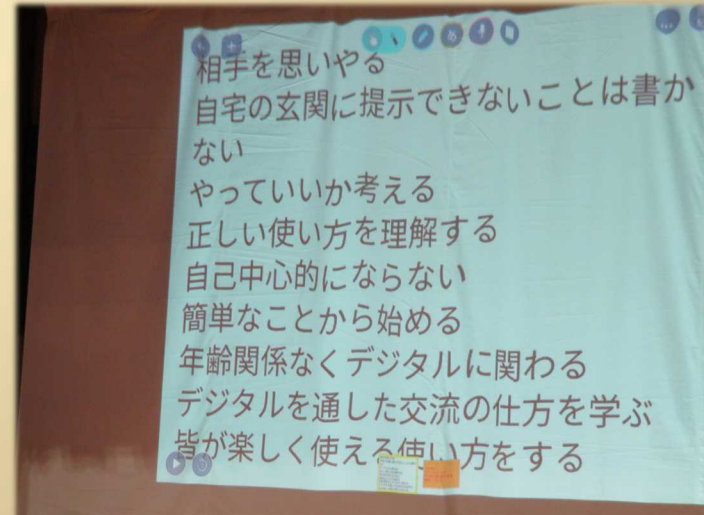 相手を思いやる
自宅の玄関に提示できないことは書か
ない
やっていいか考える
正しい使い方を理解する
自己中心的にならない
簡単なことから始める
年齢関係なくデジタルに関わる
デジタルを通した交流の仕方を学ぶ
皆が楽しく使える使い方をする